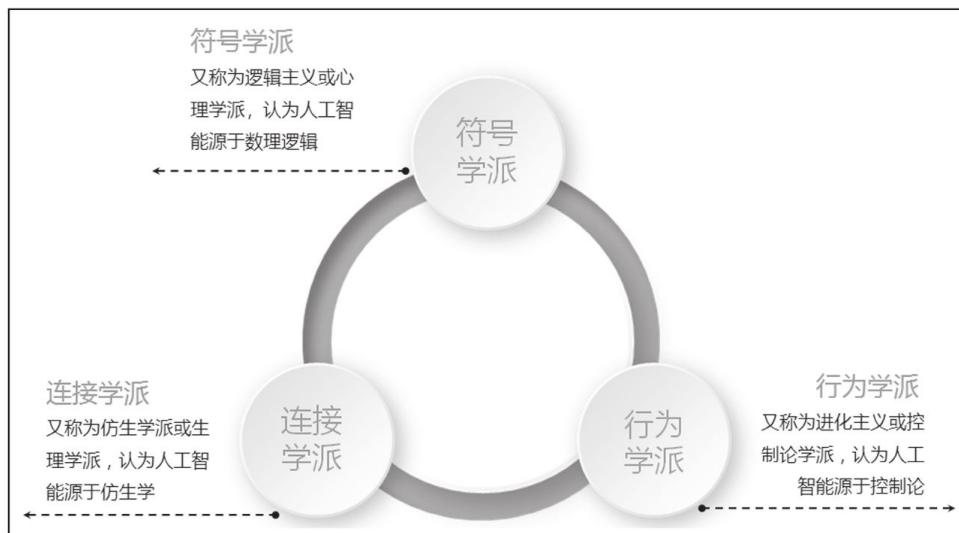 符号学派
又称为逻辑主义或心
理学派，认为人工智
能源于数理逻辑
符号
学派
连接学派
又称为仿生学派或生
理学派，认为人工智
能源于仿生学
连接
学派
行为
学派
行为学派
又称为进化主义或控
制论学派，认为人工
智能源于控制论